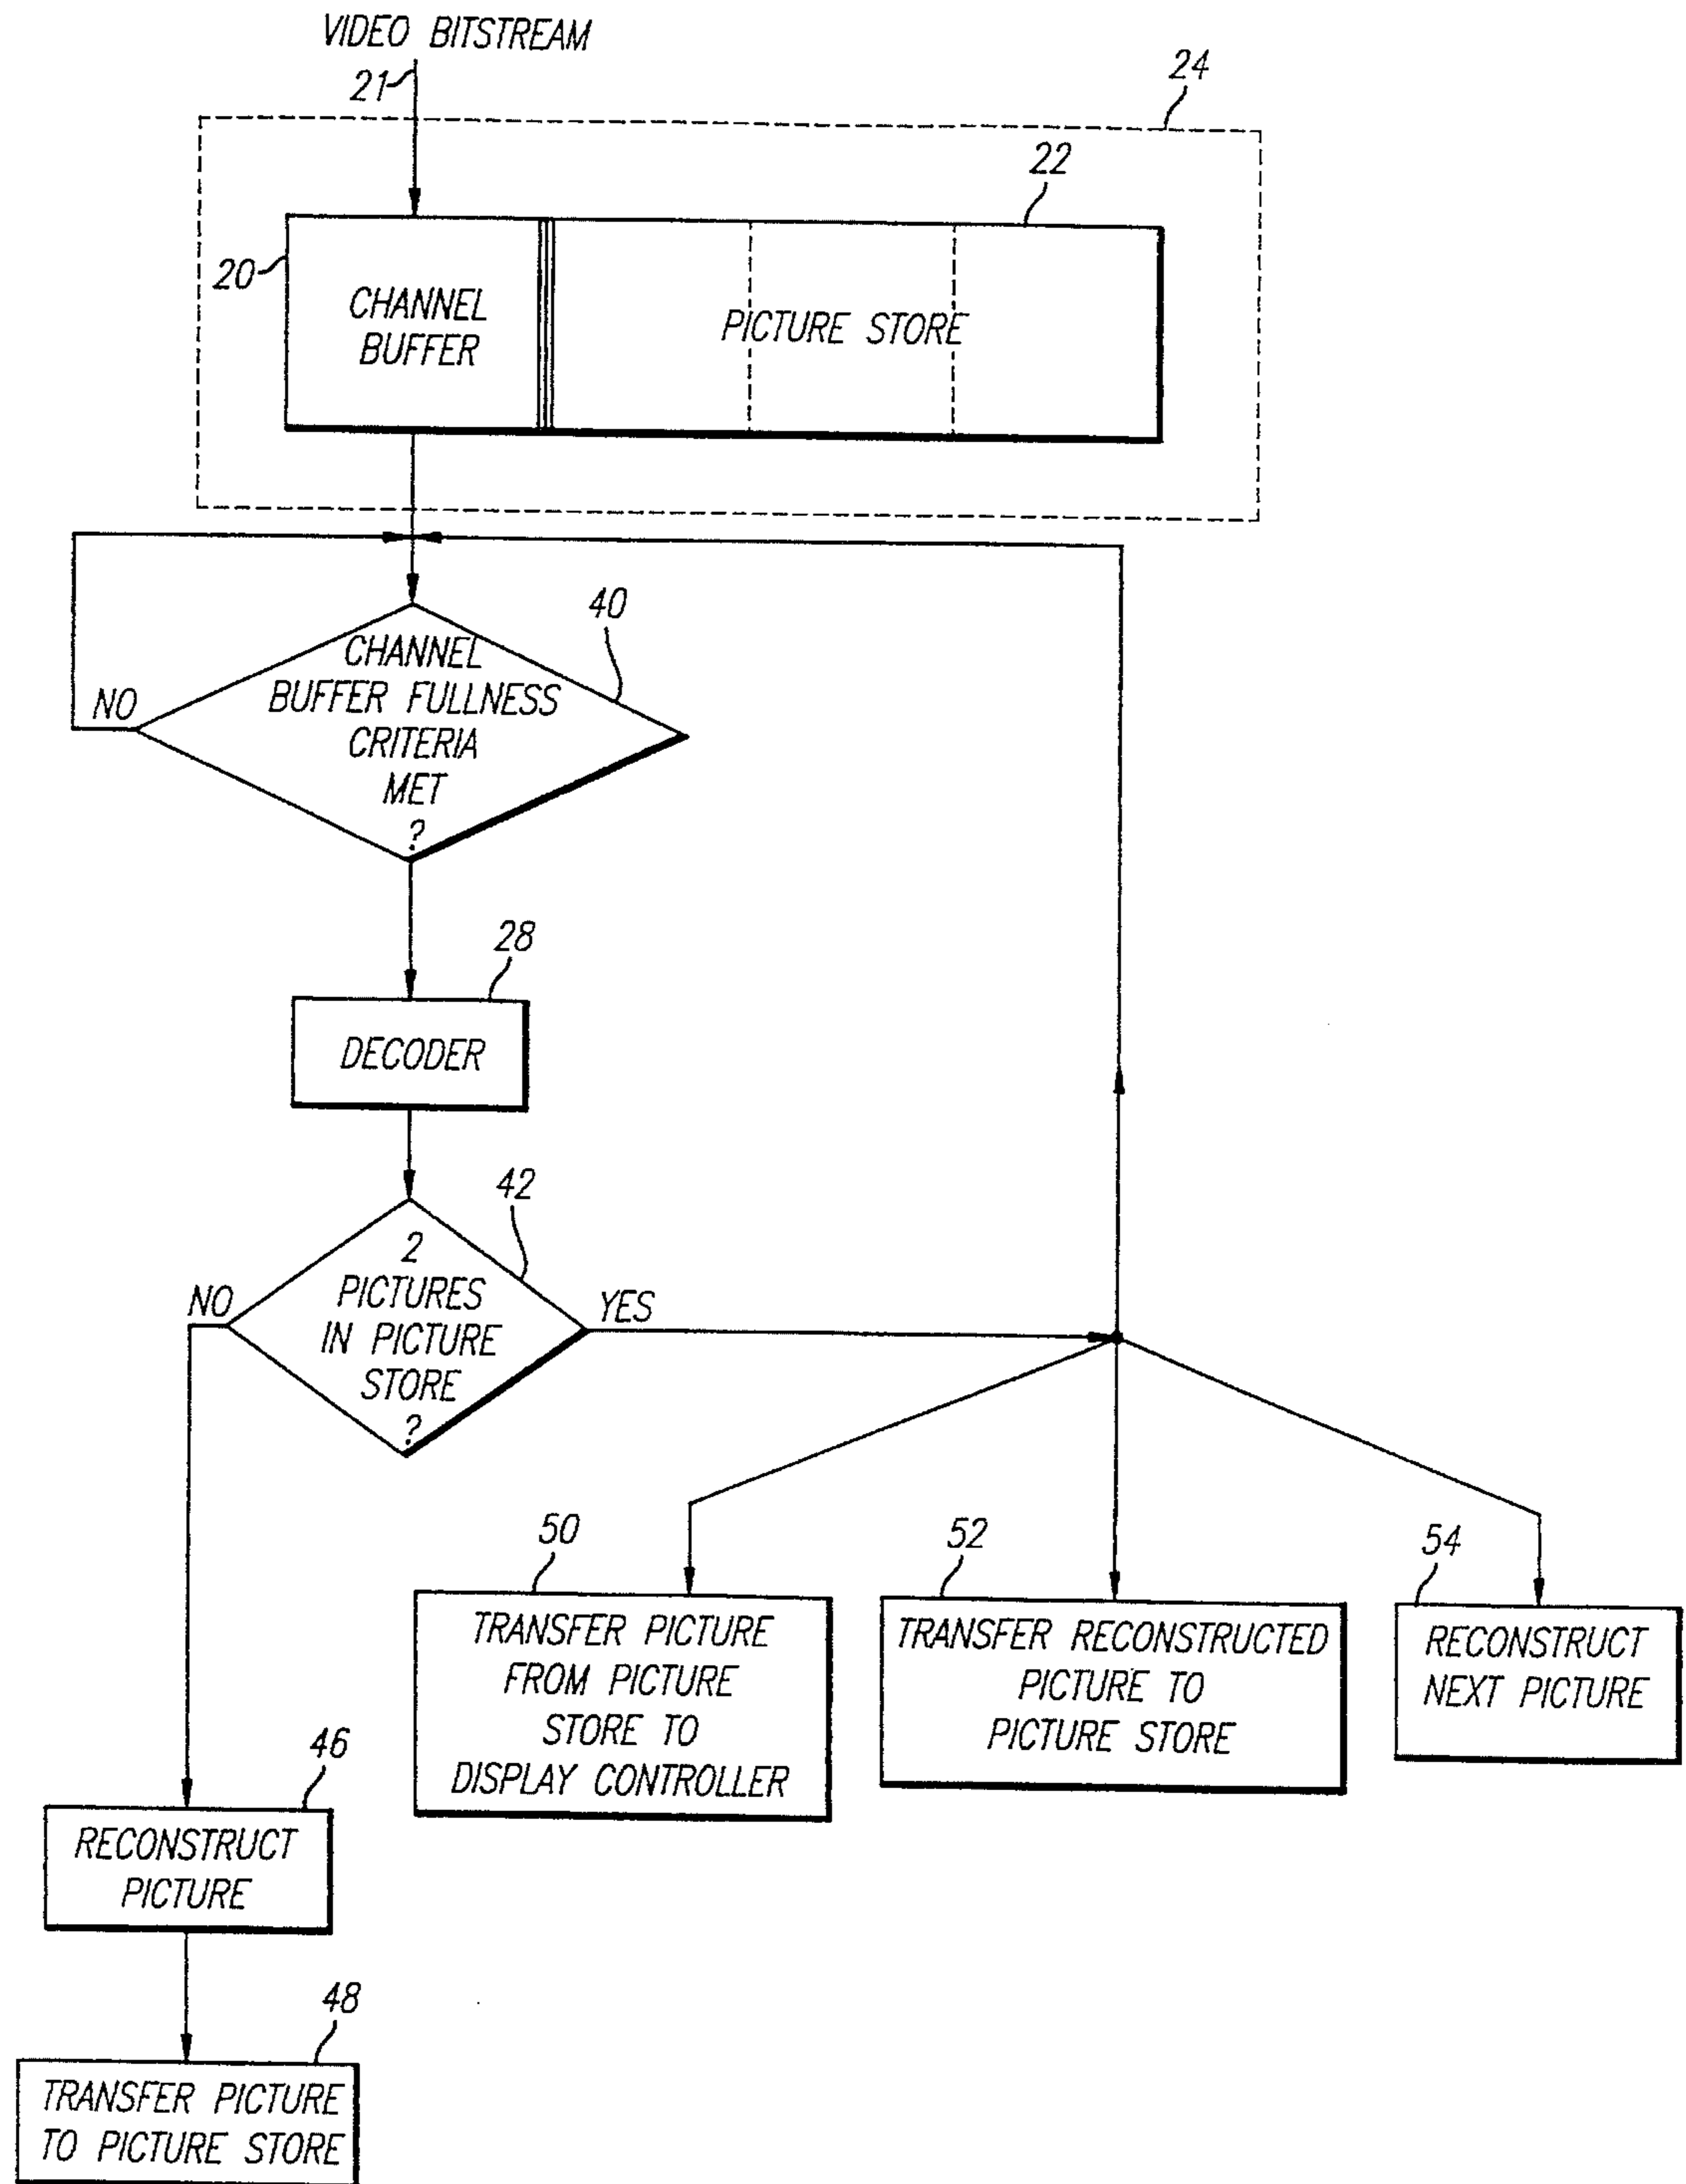 VIDEO BITSTREAM
21
24
22
20
CHANNEL
BUFFER
PICTURE STORE
40
CHANNEL
BUFFER FULLNESS
CRITERIA
MET
?
NO
28
DECODER
42
2
PICTURES
IN PICTURE
STORE
?
NO
YES
50
TRANSFER PICTURE
FROM PICTURE
STORE TO
DISPLAY CONTROLLER
52
TRANSFER RECONSTRUCTED
PICTURE TO
PICTURE STORE
54
RECONSTRUCT
NEXT PICTURE
46
RECONSTRUCT
PICTURE
48
TRANSFER PICTURE
TO PICTURE STORE